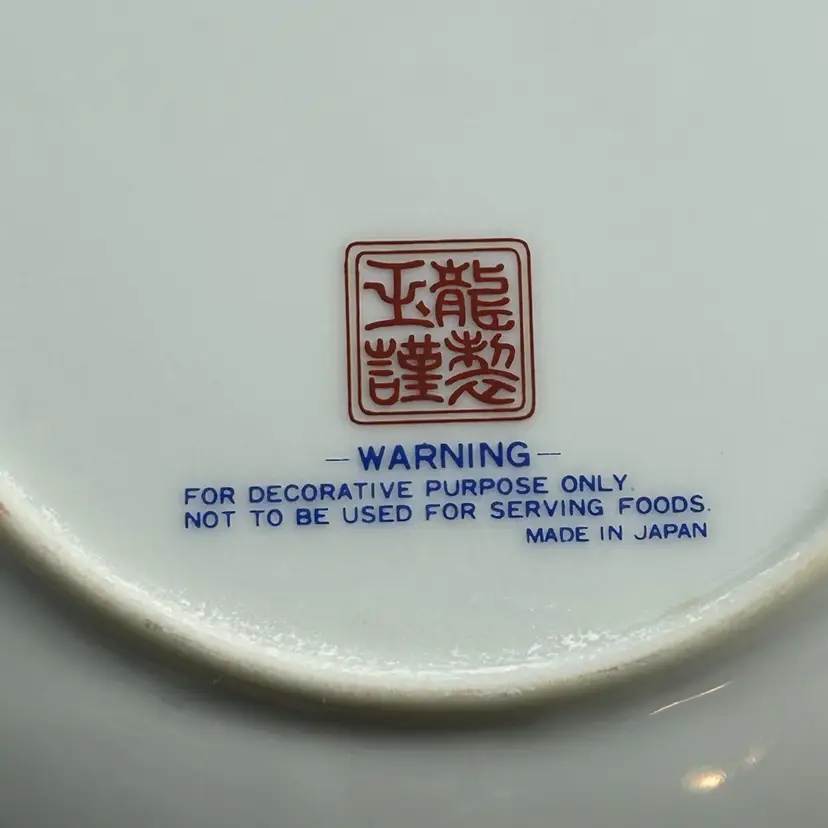 玉龍
謹製
—WARNING—
FOR DECORATIVE PURPOSE ONLY.
NOT TO BE USED FOR SERVING FOODS.
MADE IN JAPAN